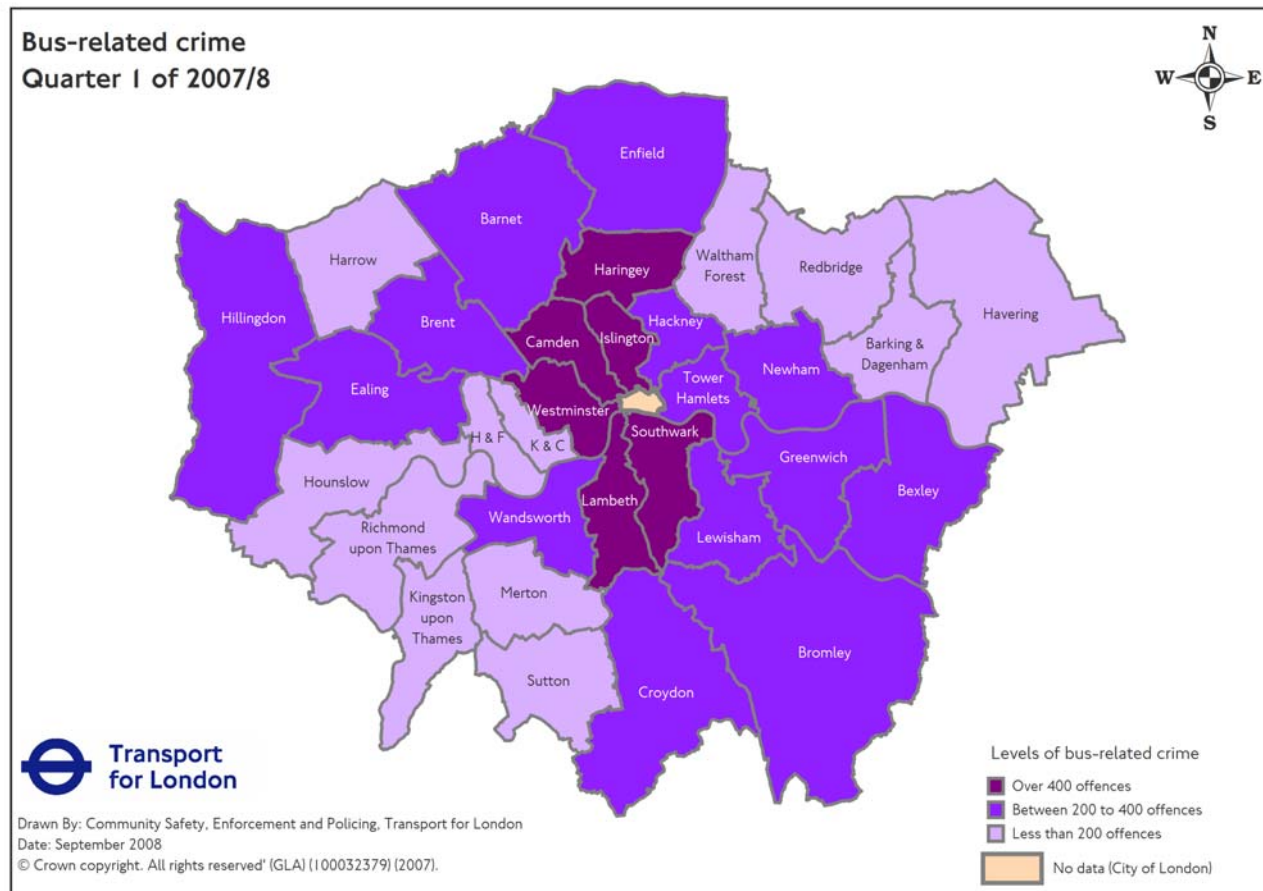 Bus-related crime
Quarter 1 of 2007/8
N
W
E
S
Enfield
Barnet
Harrow
Haringey
Waltham
Forest
Redbridge
Havering
Hillingdon
Brent
Camden
Islington
Hackney
Barking &
Dagenham
Ealing
Westminster
Tower
Hamlets
Newham
H & F
K & C
Southwark
Greenwich
Bexley
Hounslow
Richmond
upon Thames
Wandsworth
Lambeth
Lewisham
Kingston
upon
Thames
Merton
Sutton
Croydon
Bromley
Transport
for London
Levels of bus-related crime
Over 400 offences
Between 200 to 400 offences
Less than 200 offences
No data (City of London)
Drawn By: Community Safety, Enforcement and Policing, Transport for London
Date: September 2008
© Crown copyright. All rights reserved' (GLA) (100032379) (2007).